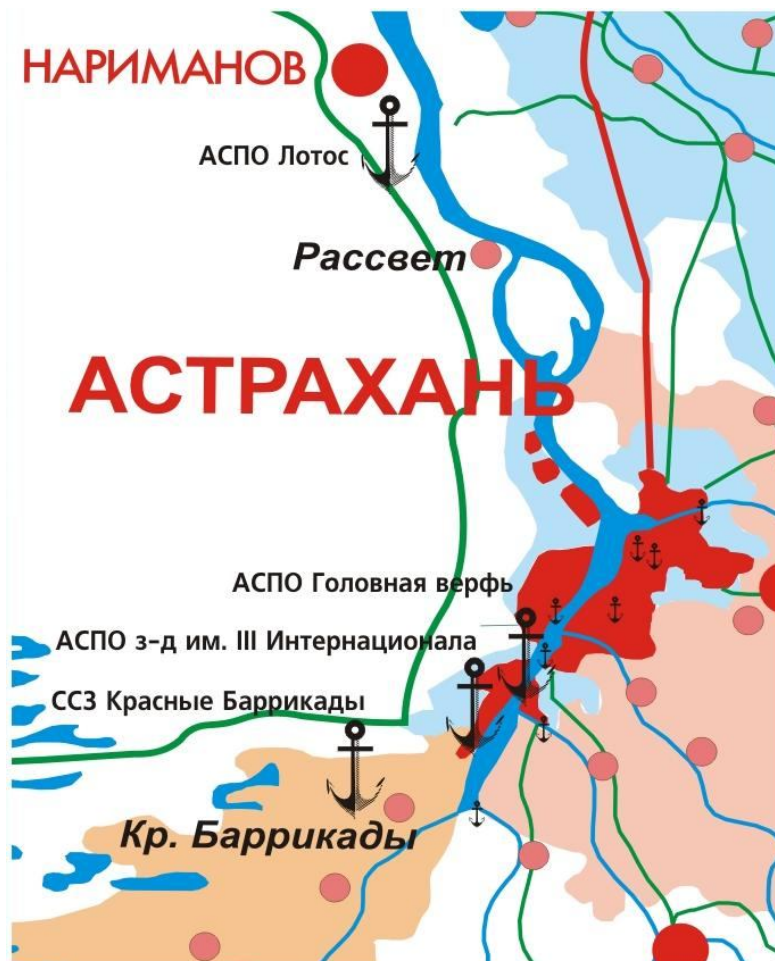 НАРИМАНОВ
АСПО Лотос
Рассвет
АСТРАХАНЬ
АСПО Головная верфь
АСПО з-д им. III Интернационала
ССЗ Красные Баррикады
Кр. Баррикады